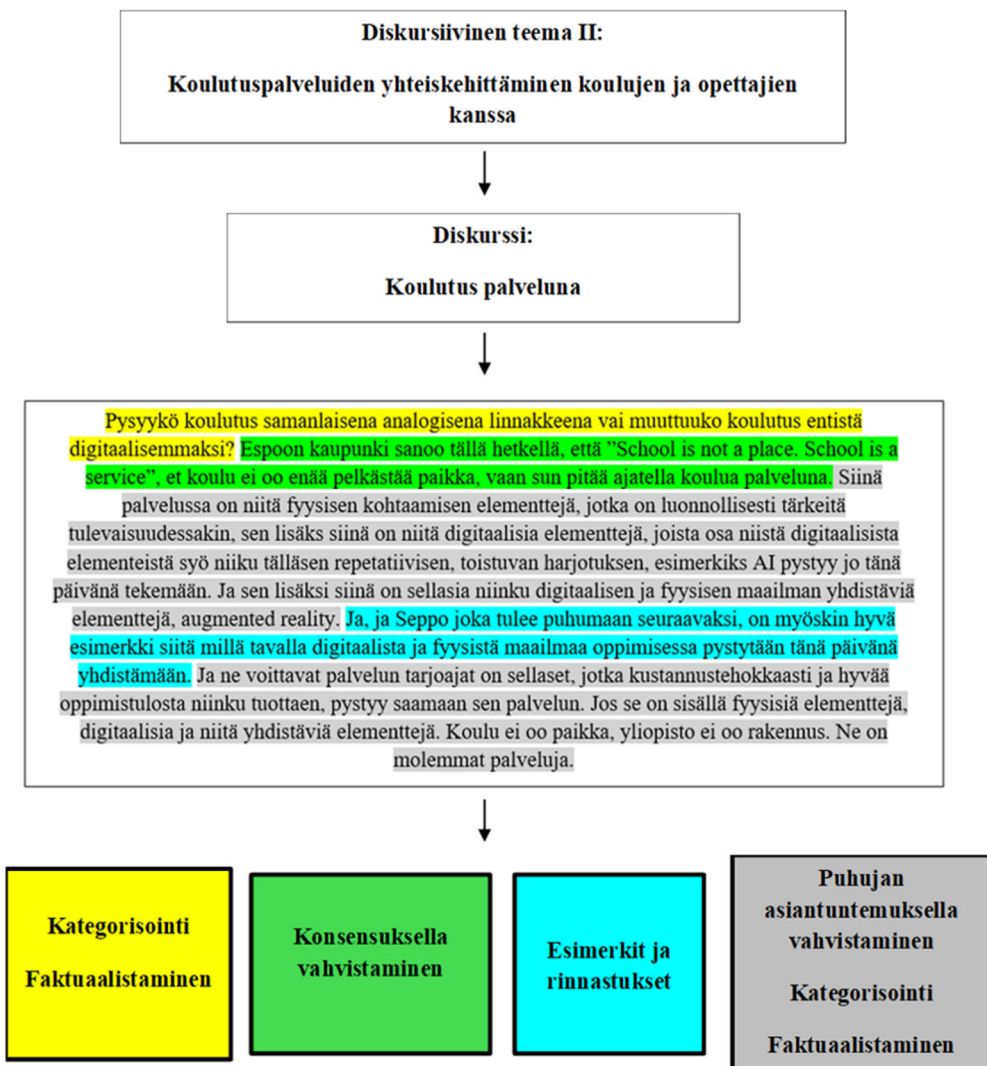 Diskursiivinen teema II:
Koulutuspalveluiden yhteiskehittäminen koulujen ja opettajien
kanssa
Diskurssi:
Koulutus palveluna
Pysyykö koulutus samanlaisena analogisena linnakkeena vai muuttuuko koulutus entistä
digitaalisemmaksi? Espoon kaupunki sanoo tällä hetkellä, että ”School is not a place. School is a
service”, et koulu ei oo enää pelkästää paikka, vaan sun pitää ajatella koulua palveluna. Siinä
palvelussa on niitä fyysisen kohtaamisen elementtejä, jotka on luonnollisesti tärkeitä
tulevaisuudessakin, sen lisäks siinä on niitä digitaalisia elementtejä, joista osa niistä digitaalisista
elementeistä syö niiku tälläsen repetatiivisen, toistuvan harjotuksen, esimerkiks AI pystyy jo tänä
päivänä tekemään. Ja sen lisäksi siinä on sellasia niinku digitaalisen ja fyysisen maailman yhdistäviä
elementtejä, augmented reality. Ja, ja Seppo joka tulee puhumaan seuraavaksi, on myöskin hyvä
esimerkki siitä millä tavalla digitaalista ja fyysistä maailmaa oppimisessa pystytään tänä päivänä
yhdistämään. Ja ne voittavat palvelun tarjoajat on sellaset, jotka kustannustehokkaasti ja hyvää
oppimistulosta niinku tuottaen, pystyy saamaan sen palvelun. Jos se on sisällä fyysisiä elementtejä,
digitaalisia ja niitä yhdistäviä elementtejä. Koulu ei oo paikka, yliopisto ei oo rakennus. Ne on
molemmat palveluja.
Kategorisointi
Faktuaalistaminen
Konsensuksella
vahvistaminen
Esimerkit ja
rinnastukset
Puhujan
asiantuntemuksella
vahvistaminen
Kategorisointi
Faktuaalistaminen